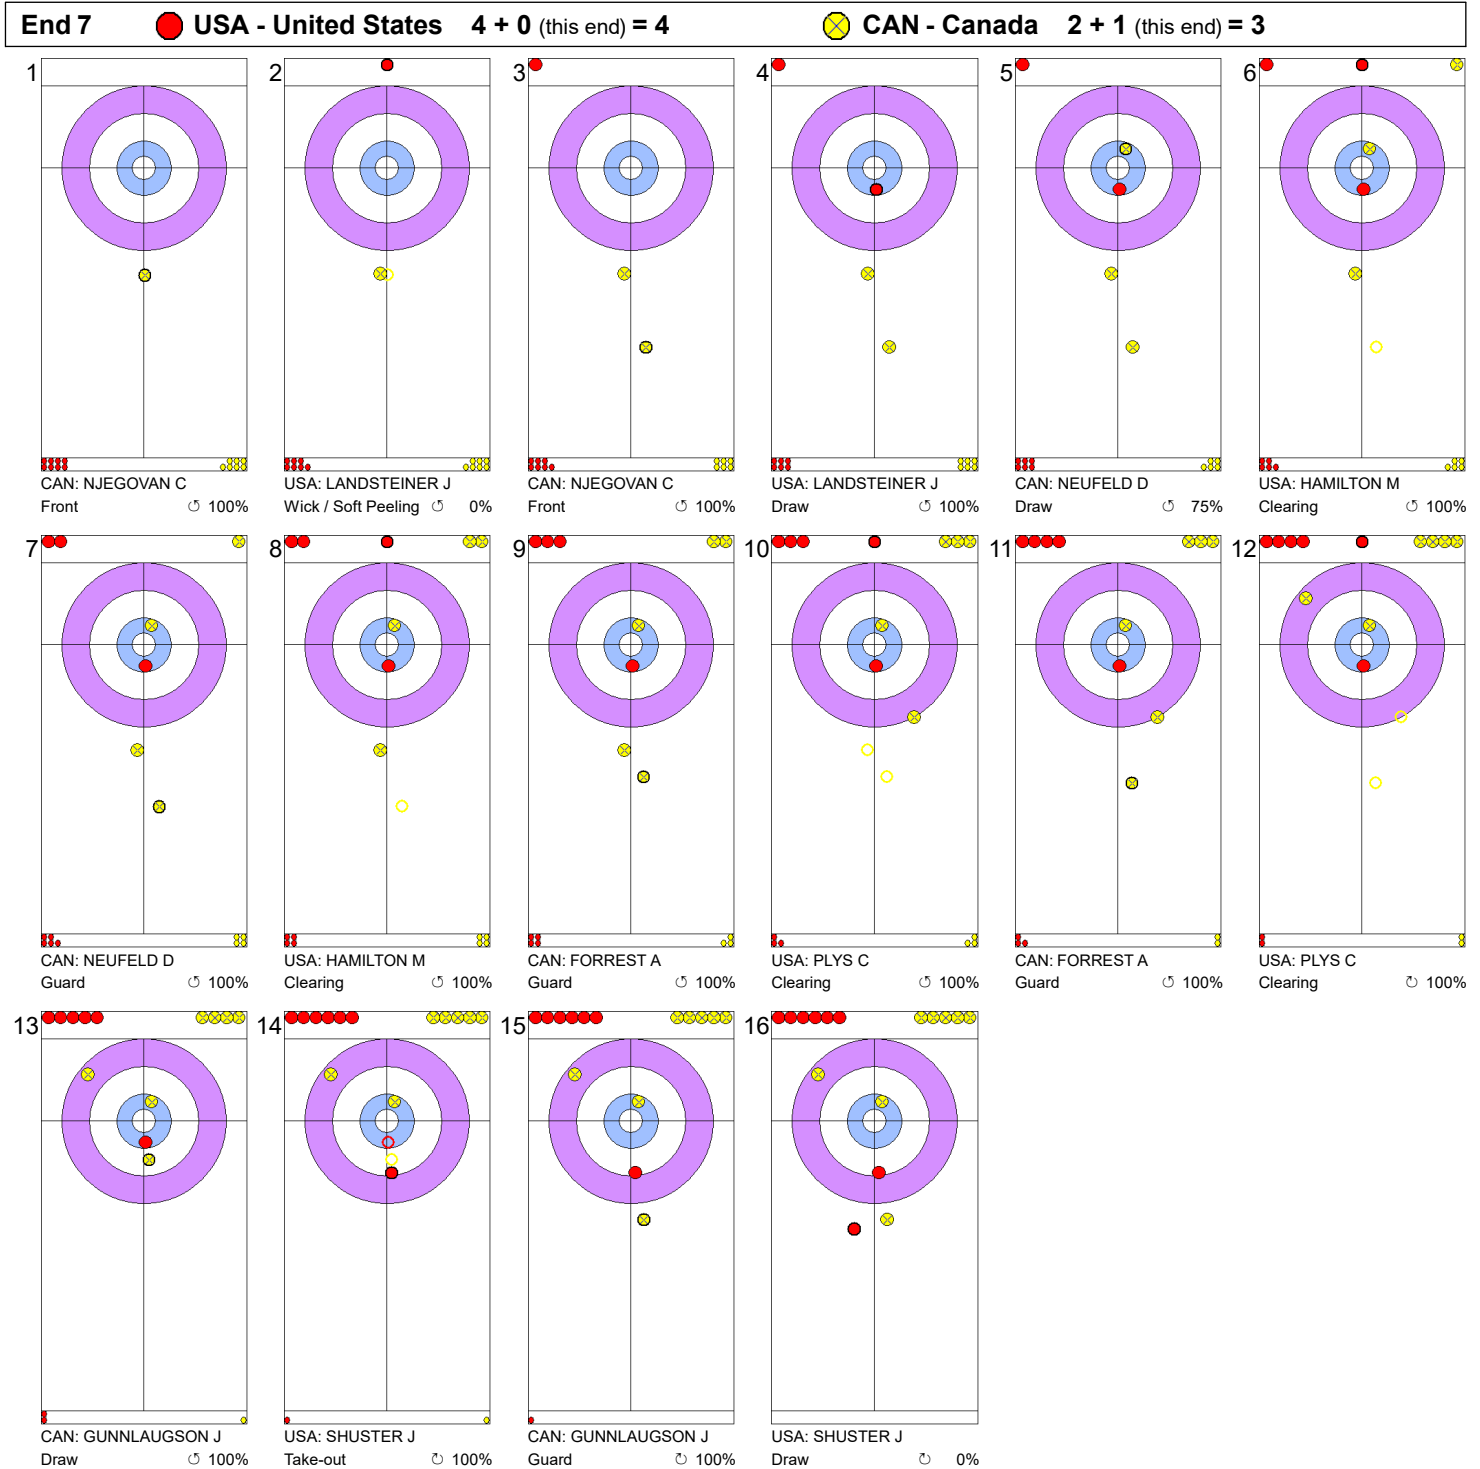 End 7 USA - United States 4 + 0 (this end) = 4 CAN - Canada 2 + 1 (this end) = 3
1 2 3 4 5 6
CAN: NJEGOVAN C USA: LANDSTEINER J CAN: NJEGOVAN C USA: LANDSTEINER J CAN: NEUFELD D USA: HAMILTON M
Front ↺ 100% Wick / Soft Peeling ↺ 0% Front ↺ 100% Draw ↺ 100% Draw ↺ 75% Clearing ↺ 100%
7 8 9 10 11 12
CAN: NEUFELD D USA: HAMILTON M CAN: FORREST A USA: PLYS C CAN: FORREST A USA: PLYS C
Guard ↺ 100% Clearing ↺ 100% Guard ↺ 100% Clearing ↺ 100% Guard ↻ 100% Clearing ↻ 100%
13 14 15 16
CAN: GUNNLAUGSON J USA: SHUSTER J CAN: GUNNLAUGSON J USA: SHUSTER J
Draw ↺ 100% Take-out ↺ 100% Guard ↻ 100% Draw ↻ 0%